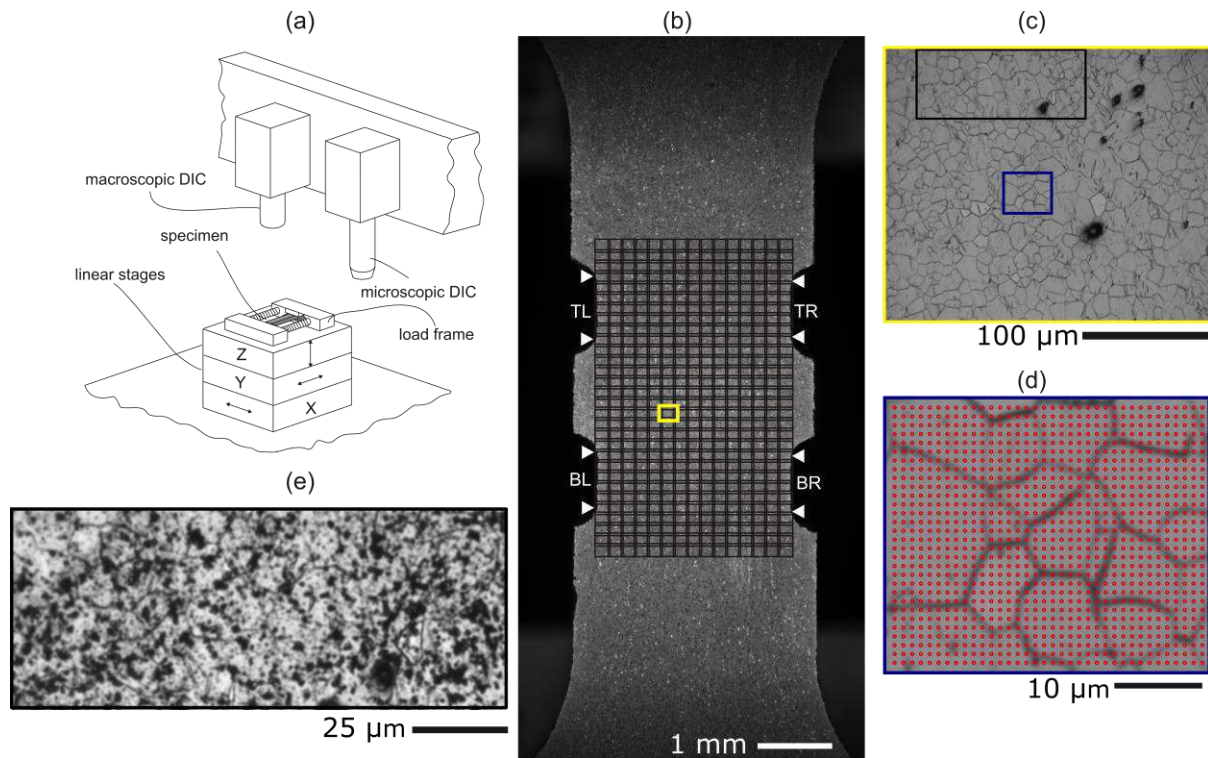 (a)
macroscopic DIC
specimen
linear stages
microscopic DIC
load frame
Z
Y
X
(b)
TL
TR
BL
BR
1 mm
(c)
100 µm
(d)
10 µm
(e)
25 µm